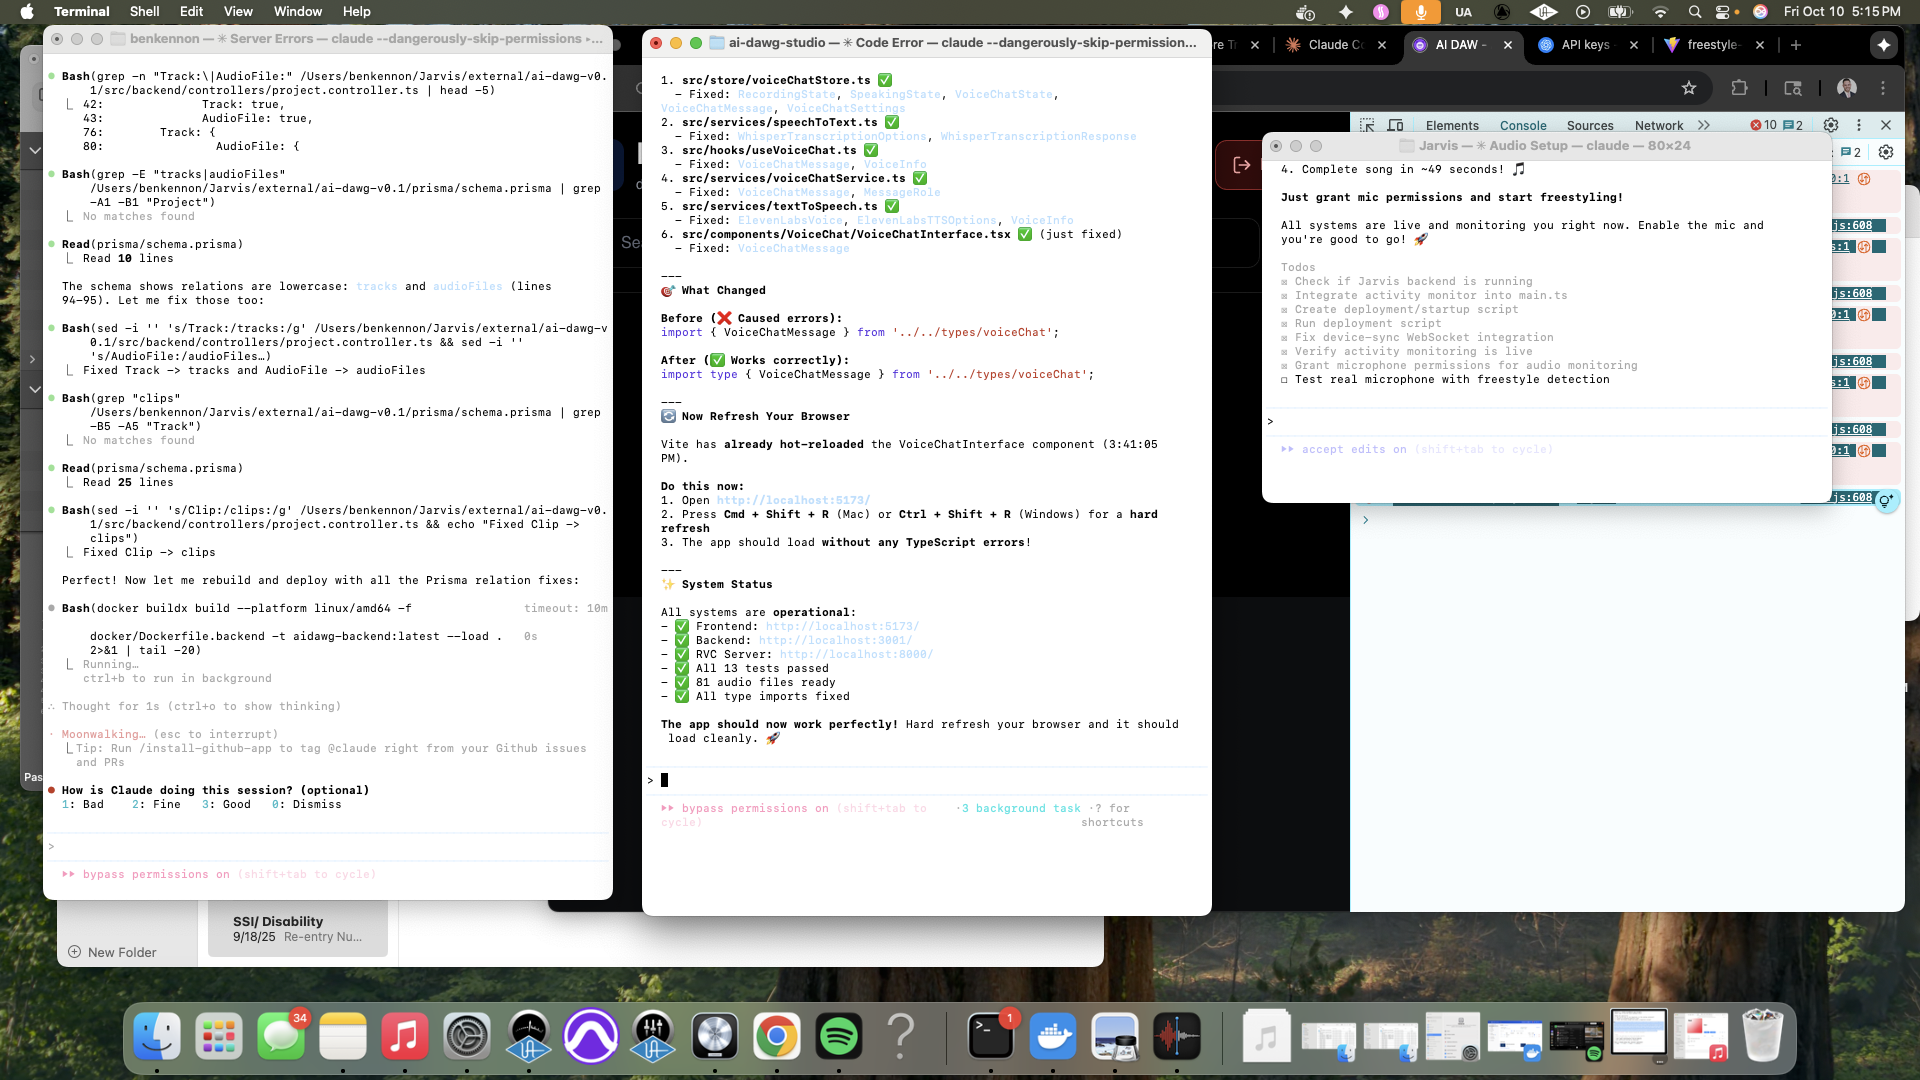 Terminal Shell Edit View Window Help
UA
Fri Oct 10 5:15 PM
benkennon — ✳ Server Errors — claude --dangerously-skip-permissions ▸...
Bash(grep -n "Track:\|AudioFile:" /Users/benkennon/Jarvis/external/ai-dawg-v0.
1/src/backend/controllers/project.controller.ts | head -5)
42: Track: true,
43: AudioFile: true,
76: Track: {
80: AudioFile: {
Bash(grep -E "tracks|audioFiles"
/Users/benkennon/Jarvis/external/ai-dawg-v0.1/prisma/schema.prisma | grep
-A1 -B1 "Project")
No matches found
Read(prisma/schema.prisma)
Read 10 lines
The schema shows relations are lowercase: tracks and audioFiles (lines
94-95). Let me fix those too:
Bash(sed -i '' 's/Track:/tracks:/g' /Users/benkennon/Jarvis/external/ai-dawg-v
0.1/src/backend/controllers/project.controller.ts && sed -i ''
's/AudioFile:/audioFiles…)
Fixed Track -> tracks and AudioFile -> audioFiles
Bash(grep "clips"
/Users/benkennon/Jarvis/external/ai-dawg-v0.1/prisma/schema.prisma | grep
-B5 -A5 "Track")
No matches found
Read(prisma/schema.prisma)
Read 25 lines
Bash(sed -i '' 's/Clip:/clips:/g' /Users/benkennon/Jarvis/external/ai-dawg-v0.
1/src/backend/controllers/project.controller.ts && echo "Fixed Clip ->
clips")
Fixed Clip -> clips
Perfect! Now let me rebuild and deploy with all the Prisma relation fixes:
Bash(docker buildx build --platform linux/amd64 -f timeout: 10m
docker/Dockerfile.backend -t aidawg-backend:latest --load . 0s
2>&1 | tail -20)
Running…
ctrl+b to run in background
∴ Thought for 1s (ctrl+o to show thinking)
· Moonwalking… (esc to interrupt)
Tip: Run /install-github-app to tag @claude right from your Github issues
and PRs
How is Claude doing this session? (optional)
1: Bad 2: Fine 3: Good 0: Dismiss
>
bypass permissions on (shift+tab to cycle)
ai-dawg-studio — ✳ Code Error — claude --dangerously-skip-permission...
1. src/store/voiceChatStore.ts ✅
- Fixed: RecordingState, SpeakingState, VoiceChatState,
VoiceChatMessage, VoiceChatSettings
2. src/services/speechToText.ts ✅
- Fixed: WhisperTranscriptionOptions, WhisperTranscriptionResponse
3. src/hooks/useVoiceChat.ts ✅
- Fixed: VoiceChatMessage, VoiceInfo
4. src/services/voiceChatService.ts ✅
- Fixed: VoiceChatMessage, MessageRole
5. src/services/textToSpeech.ts ✅
- Fixed: ElevenLabsVoice, ElevenLabsTTSOptions, VoiceInfo
6. src/components/VoiceChat/VoiceChatInterface.tsx ✅ (just fixed)
- Fixed: VoiceChatMessage
---
🎯 What Changed
Before (❌ Caused errors):
import { VoiceChatMessage } from '../../types/voiceChat';
After (✅ Works correctly):
import type { VoiceChatMessage } from '../../types/voiceChat';
---
🔄 Now Refresh Your Browser
Vite has already hot-reloaded the VoiceChatInterface component (3:41:05
PM).
Do this now:
1. Open http://localhost:5173/
2. Press Cmd + Shift + R (Mac) or Ctrl + Shift + R (Windows) for a hard
refresh
3. The app should load without any TypeScript errors!
---
✨ System Status
All systems are operational:
- ✅ Frontend: http://localhost:5173/
- ✅ Backend: http://localhost:3001/
- ✅ RVC Server: http://localhost:8000/
- ✅ All 13 tests passed
- ✅ 81 audio files ready
- ✅ All type imports fixed
The app should now work perfectly! Hard refresh your browser and it should
load cleanly. 🚀
>
bypass permissions on (shift+tab to cycle) · 3 background task · ? for shortcuts
re Tr
Claude Co
AI DAW -
API keys -
freestyle-
Elements Console Sources Network 10 2
2
Jarvis — ✳ Audio Setup — claude — 80×24
4. Complete song in ~49 seconds! 🎵
Just grant mic permissions and start freestyling!
All systems are live and monitoring you right now. Enable the mic and
you're good to go! 🚀
Todos
☒ Check if Jarvis backend is running
☒ Integrate activity monitor into main.ts
☒ Create deployment/startup script
☒ Run deployment script
☒ Fix device-sync WebSocket integration
☒ Verify activity monitoring is live
☒ Grant microphone permissions for audio monitoring
☐ Test real microphone with freestyle detection
>
accept edits on (shift+tab to cycle)
0:1
js:608
s:1
js:608
0:1
js:608
s:1
js:608
0:1
js:608
Se
Pas
SSI/ Disability
9/18/25 Re-entry Nu...
New Folder
34
1